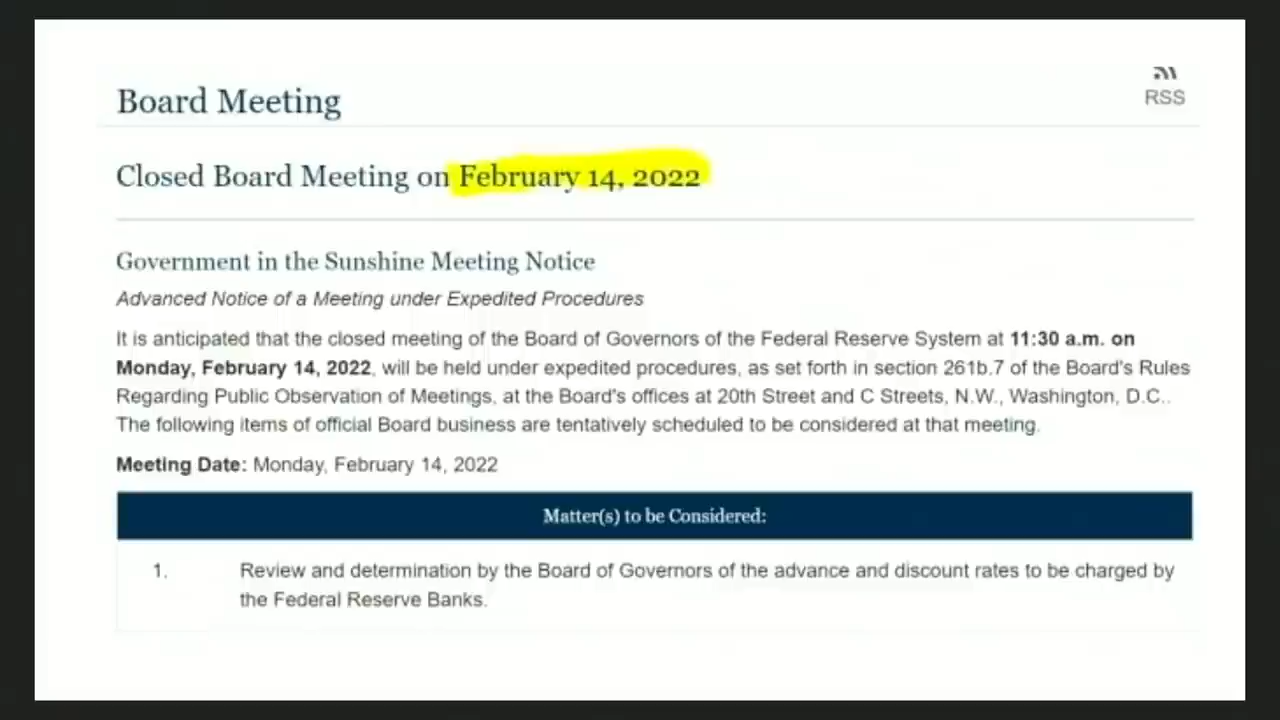 RSS
Board Meeting
Closed Board Meeting on February 14, 2022
Government in the Sunshine Meeting Notice
Advanced Notice of a Meeting under Expedited Procedures
It is anticipated that the closed meeting of the Board of Governors of the Federal Reserve System at 11:30 a.m. on
Monday, February 14, 2022, will be held under expedited procedures, as set forth in section 261b.7 of the Board's Rules
Regarding Public Observation of Meetings, at the Board's offices at 20th Street and C Streets, N.W., Washington, D.C..
The following items of official Board business are tentatively scheduled to be considered at that meeting.
Meeting Date: Monday, February 14, 2022
Matter(s) to be Considered:
1. Review and determination by the Board of Governors of the advance and discount rates to be charged by
the Federal Reserve Banks.